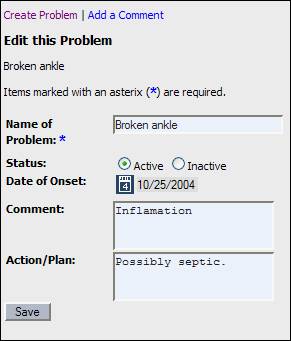 Create Problem | Add a Comment
Edit this Problem
Broken ankle
Items marked with an asterix (*) are required.
Name of Problem: * Broken ankle
Status: Active Inactive
Date of Onset: 4 10/25/2004
Comment: Inflamation
Action/Plan: Possibly septic.
Save